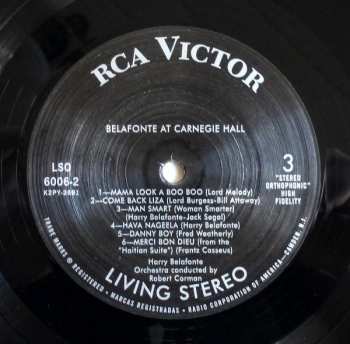 RCA VICTOR
BELAFONTE AT CARNEGIE HALL
LSO
6006-2
K2PY-3681
3
"STEREO
ORTHOPHONIC"
HIGH
FIDELITY
1—MAMA LOOK A BOO BOO (Lord Melody)
2—COME BACK LIZA (Lord Burgess-Bill Attaway)
3—MAN SMART (Woman Smarter)
(Harry Belafonte-Jack Segal)
4—HAVA NAGEELA (Harry Belafonte)
5—DANNY BOY (Fred Weatherly)
6—MERCI BON DIEU (from the
"Haitian Suite") (Frantz Casseus)
Harry Belafonte
Orchestra conducted by
Robert Corman
LIVING STEREO
TRADE MARKS ® REGISTERED • MARCAS REGISTRADAS • RADIO CORPORATION OF AMERICA—CAMDEN, N.J.